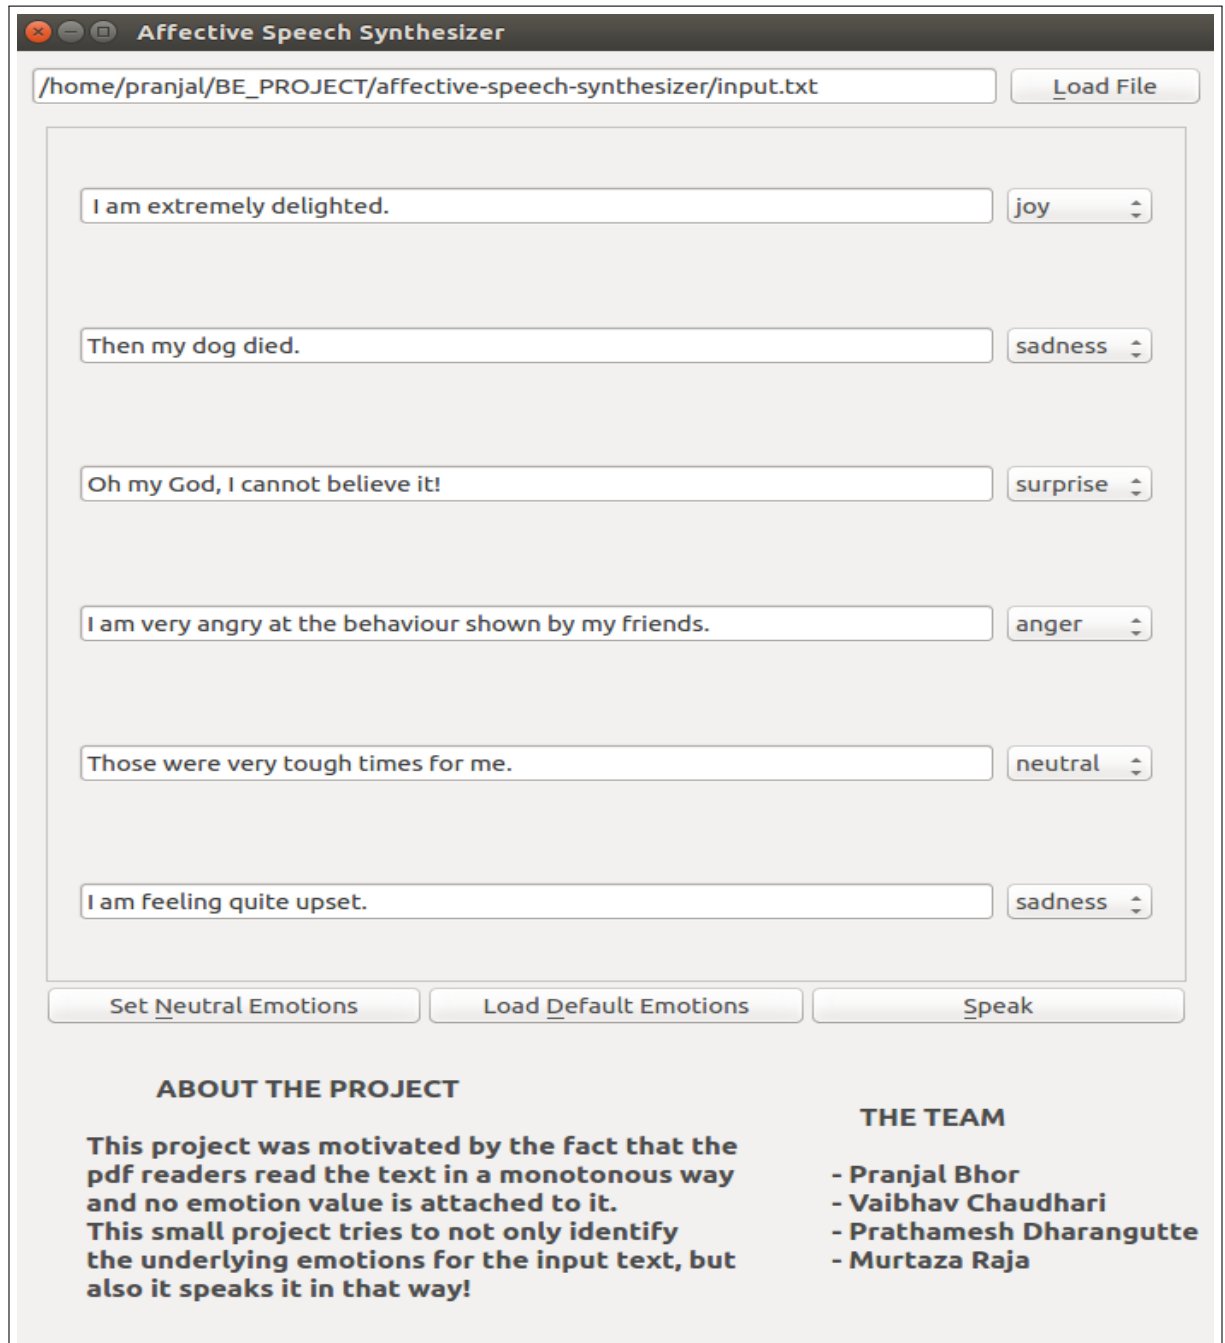 Affective Speech Synthesizer
/home/pranjal/BE_PROJECT/affective-speech-synthesizer/input.txt Load File
I am extremely delighted. joy
Then my dog died. sadness
Oh my God, I cannot believe it! surprise
I am very angry at the behaviour shown by my friends. anger
Those were very tough times for me. neutral
I am feeling quite upset. sadness
Set Neutral Emotions Load Default Emotions Speak
ABOUT THE PROJECT
This project was motivated by the fact that the
pdf readers read the text in a monotonous way
and no emotion value is attached to it.
This small project tries to not only identify
the underlying emotions for the input text, but
also it speaks it in that way!
THE TEAM
- Pranjal Bhor
- Vaibhav Chaudhari
- Prathamesh Dharangutte
- Murtaza Raja